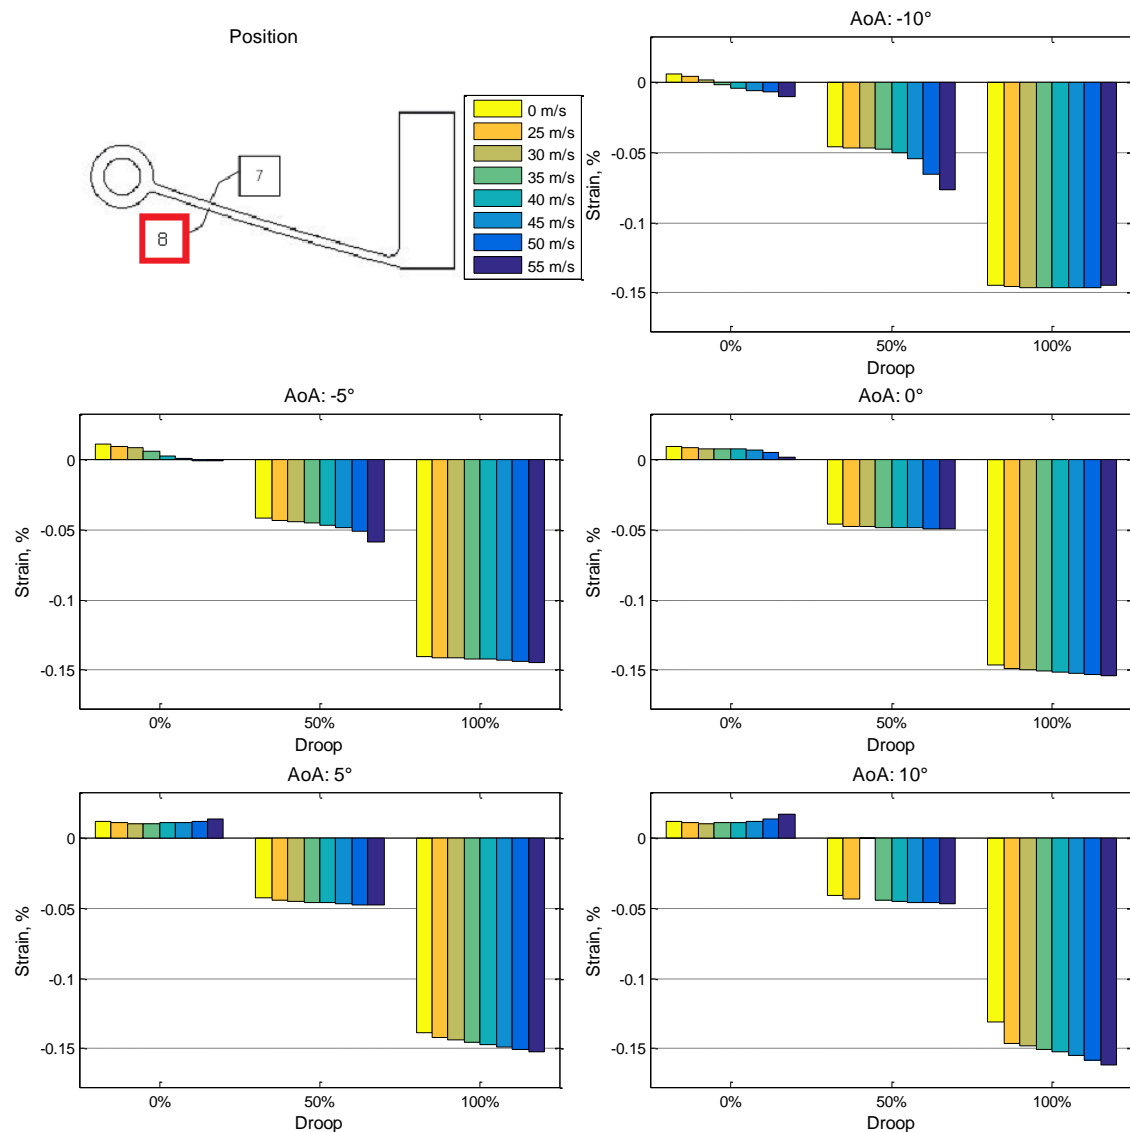 Position
7
8
0 m/s
25 m/s
30 m/s
35 m/s
40 m/s
45 m/s
50 m/s
55 m/s
AoA: -10°
0
-0.05
-0.1
-0.15
Strain, %
0% 50% 100%
Droop
AoA: -5°
0
-0.05
-0.1
-0.15
Strain, %
0% 50% 100%
Droop
AoA: 0°
0
-0.05
-0.1
-0.15
Strain, %
0% 50% 100%
Droop
AoA: 5°
0
-0.05
-0.1
-0.15
Strain, %
0% 50% 100%
Droop
AoA: 10°
0
-0.05
-0.1
-0.15
Strain, %
0% 50% 100%
Droop